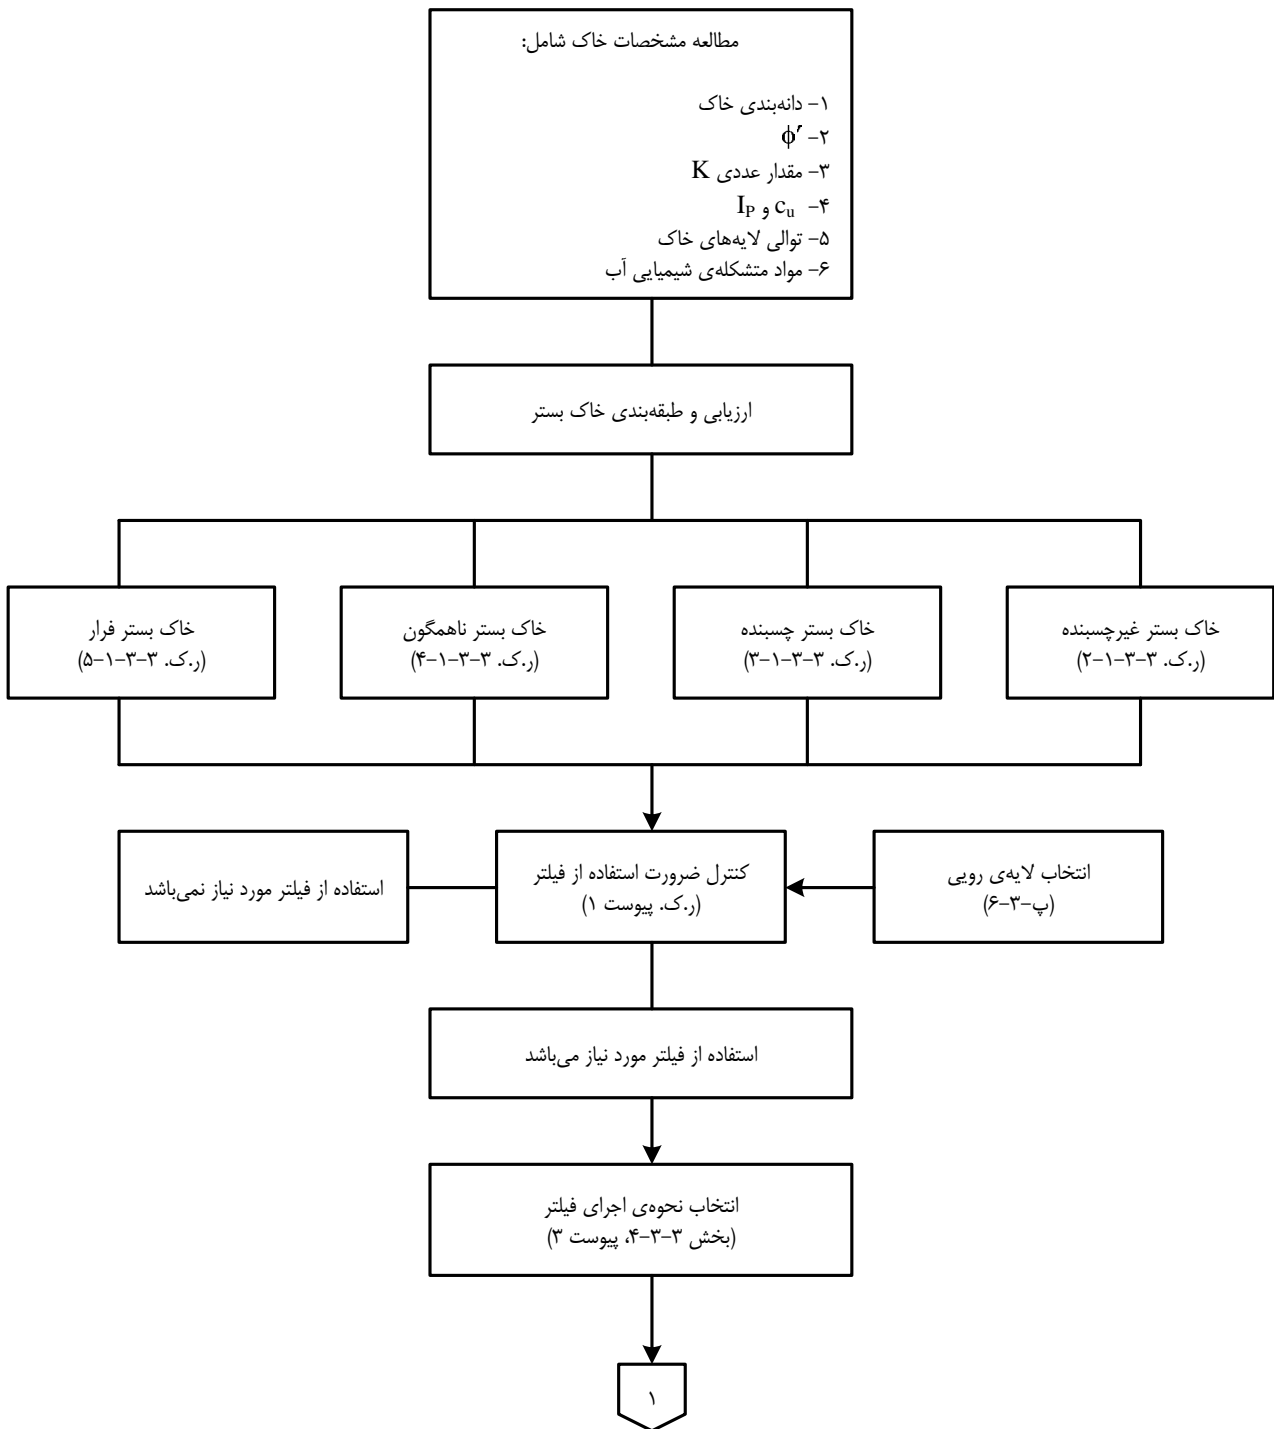 مطالعه مشخصات خاک شامل:
۱- دانه‌بندی خاک
۲- ϕ′
۳- مقدار عددی K
۴- c_u و I_P
۵- توالی لایه‌های خاک
۶- مواد متشکله‌ی شیمیایی آب
ارزیابی و طبقه‌بندی خاک بستر
خاک بستر غیرچسبنده
(ر.ک. ۳-۳-۱-۲)
خاک بستر چسبنده
(ر.ک. ۳-۳-۱-۳)
خاک بستر ناهمگون
(ر.ک. ۳-۳-۱-۴)
خاک بستر فرار
(ر.ک. ۳-۳-۱-۵)
انتخاب لایه‌ی رویی
(پ-۳-۶)
کنترل ضرورت استفاده از فیلتر
(ر.ک. پیوست ۱)
استفاده از فیلتر مورد نیاز نمی‌باشد
استفاده از فیلتر مورد نیاز می‌باشد
انتخاب نحوه‌ی اجرای فیلتر
(بخش ۳-۳-۴، پیوست ۳)
۱